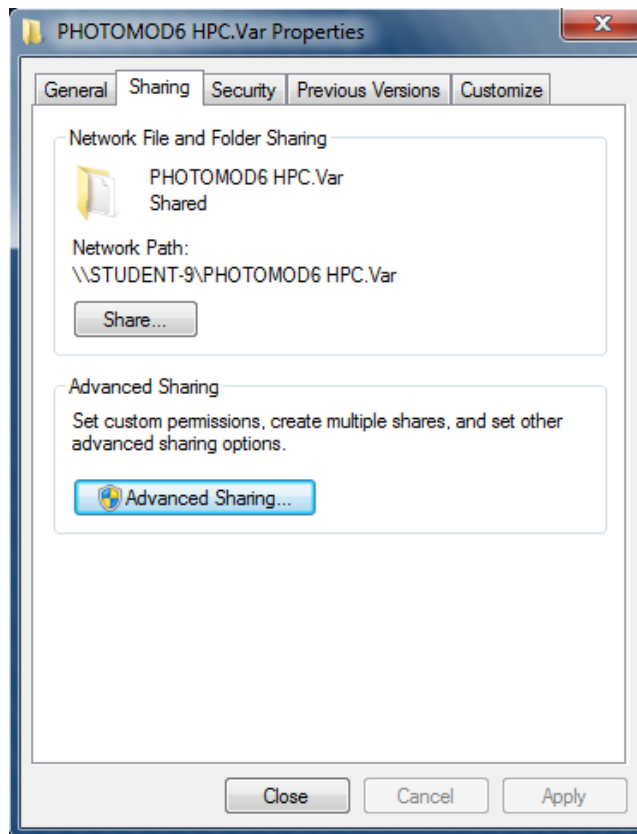 PHOTOMOD6 HPC.Var Properties
General
Sharing
Security
Previous Versions
Customize
Network File and Folder Sharing
PHOTOMOD6 HPC.Var
Shared
Network Path:
\\STUDENT-9\PHOTOMOD6 HPC.Var
Share...
Advanced Sharing
Set custom permissions, create multiple shares, and set other
advanced sharing options.
Advanced Sharing...
Close
Cancel
Apply